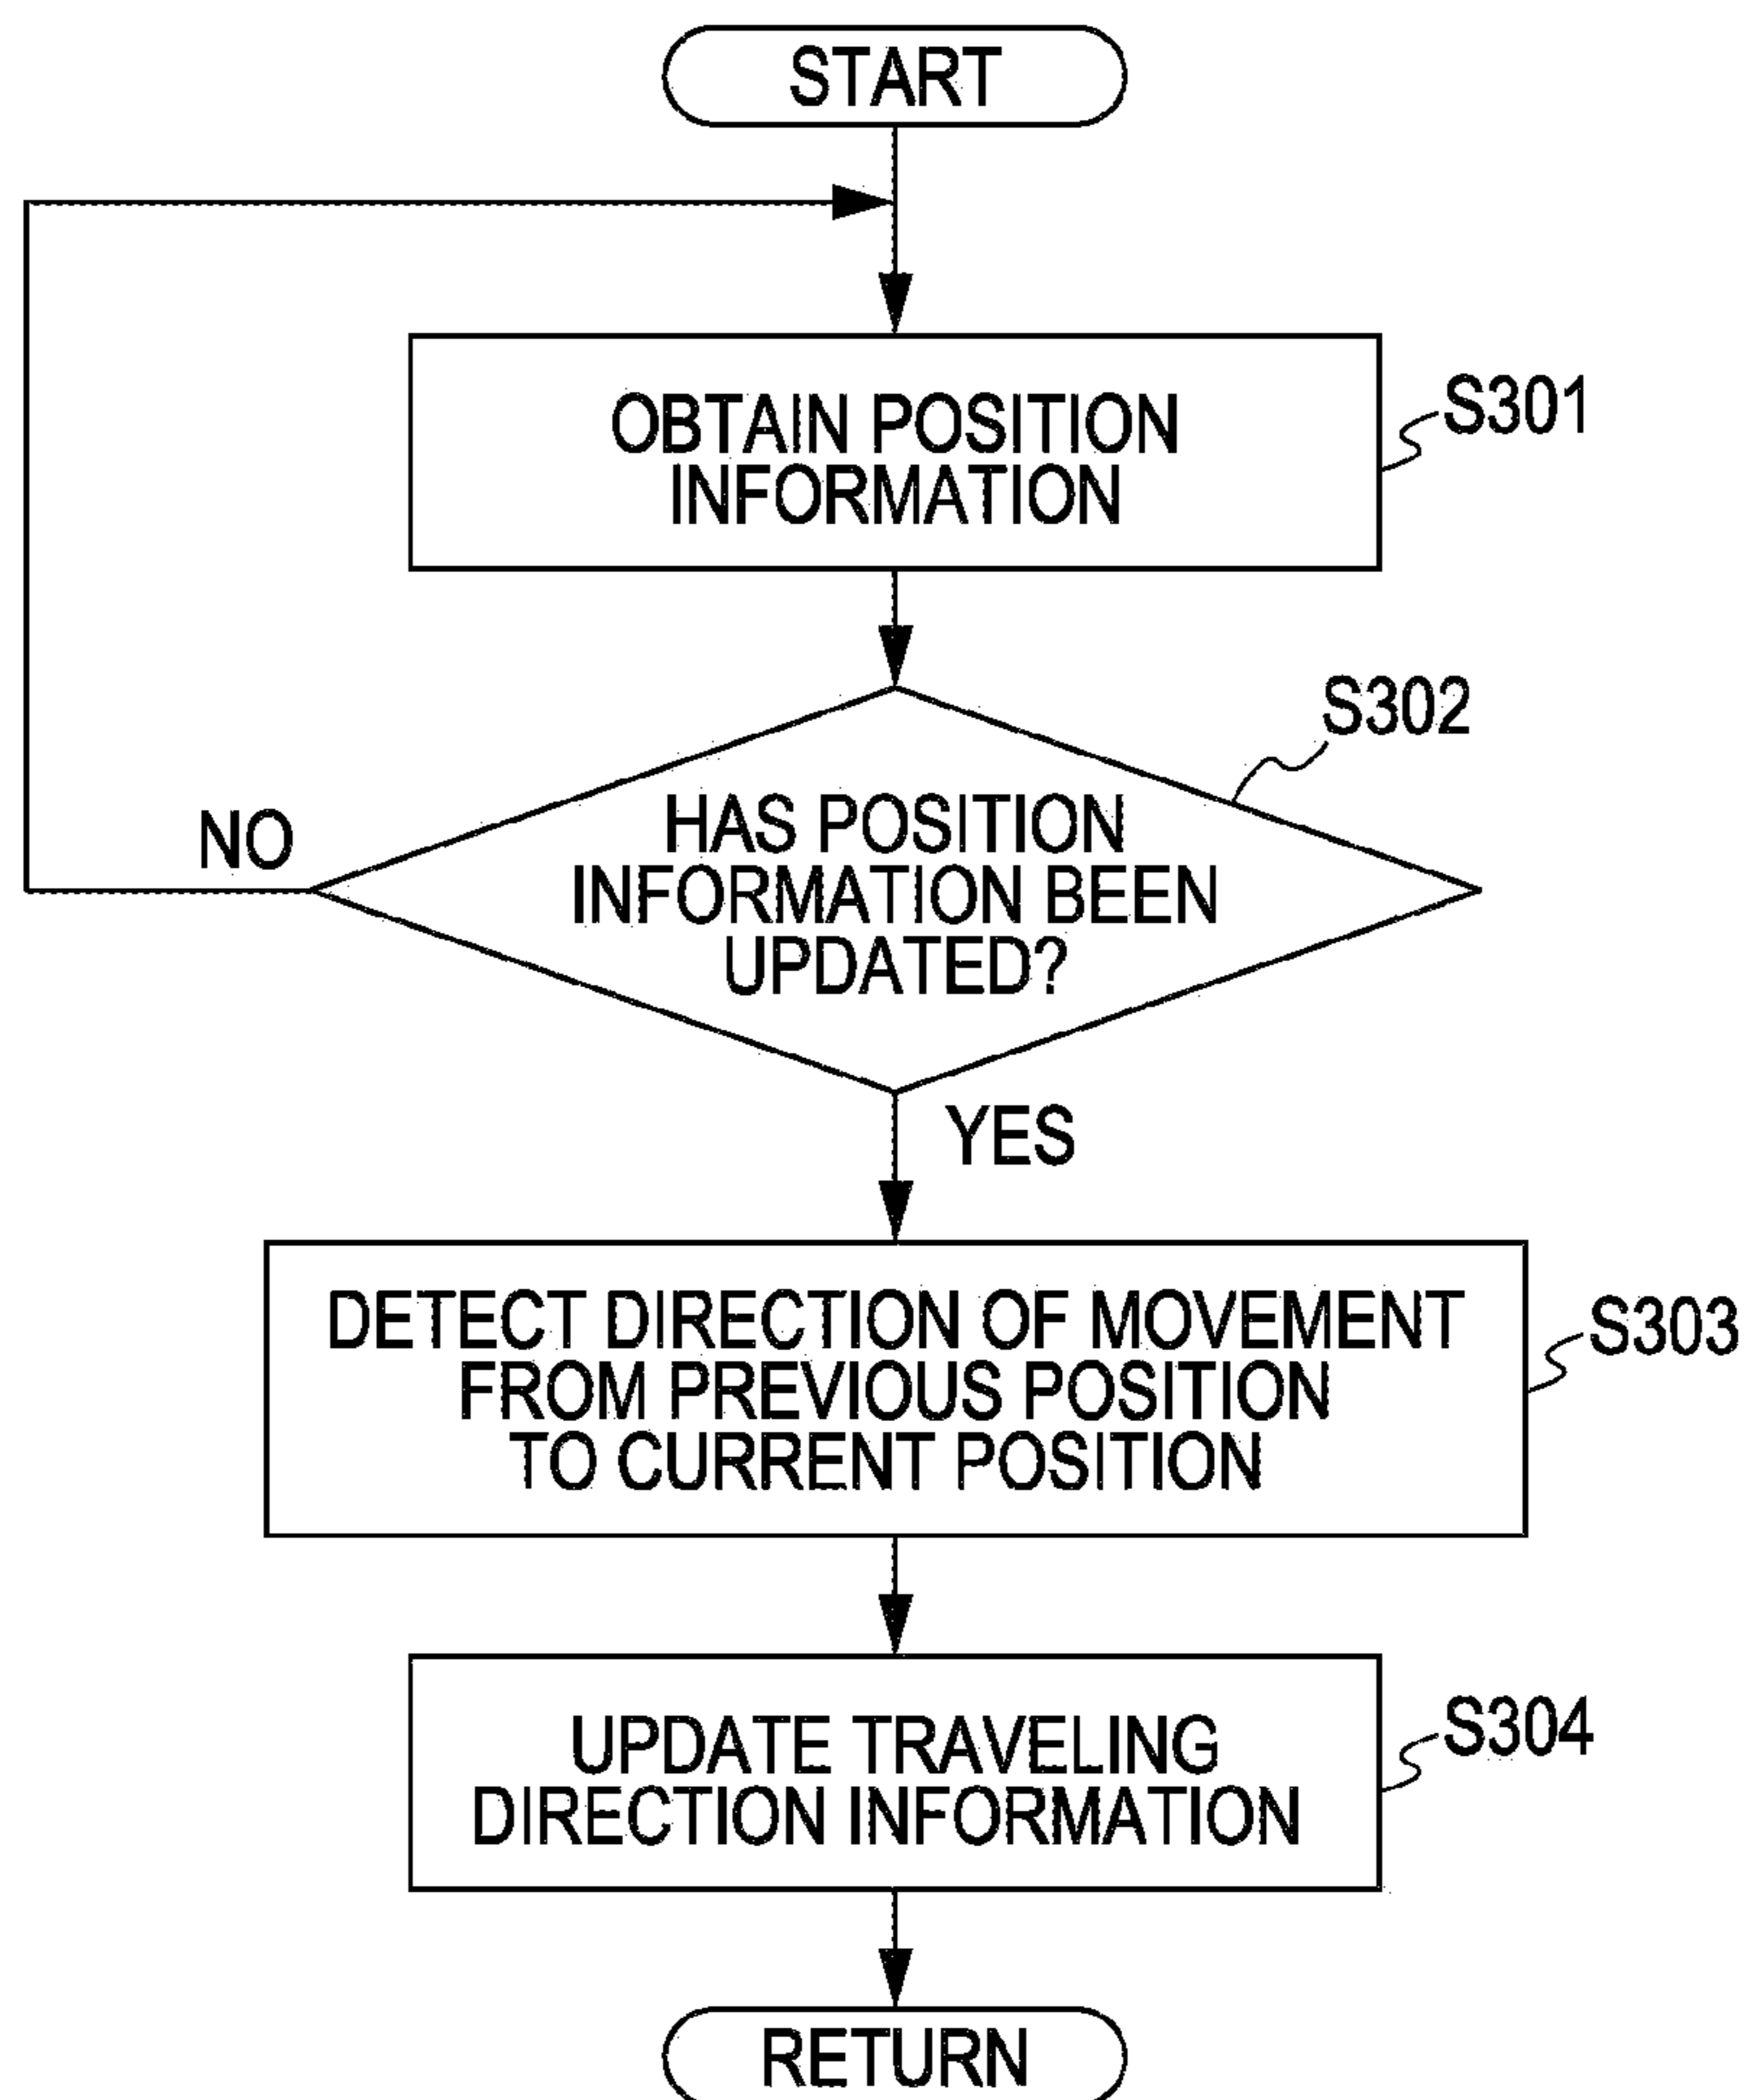 START
OBTAIN POSITION
INFORMATION
S301
S302
HAS POSITION
INFORMATION BEEN
UPDATED?
NO
YES
DETECT DIRECTION OF MOVEMENT
FROM PREVIOUS POSITION
TO CURRENT POSITION
S303
UPDATE TRAVELING
DIRECTION INFORMATION
S304
RETURN